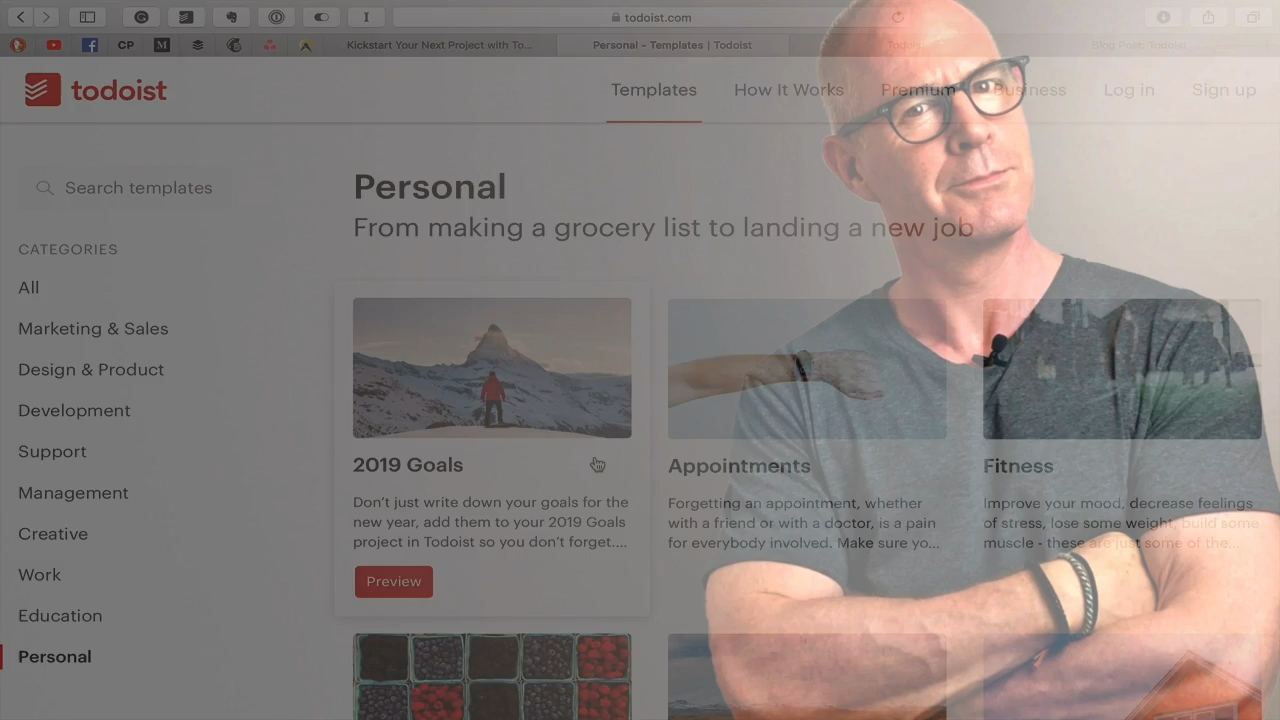 todoist.com
CP
Kickstart Your Next Project with To...
Personal - Templates | Todoist
Todoist
Blog Post, Todoist
todoist
Templates
How It Works
Premium
Business
Log in
Sign up
Search templates
Personal
From making a grocery list to landing a new job
CATEGORIES
All
Marketing & Sales
Design & Product
Development
Support
Management
Creative
Work
Education
Personal
2019 Goals
Don't just write down your goals for the
new year, add them to your 2019 Goals
project in Todoist so you don't forget....
Preview
Appointments
Forgetting an appointment, whether
with a friend or with a doctor, is a pain
for everybody involved. Make sure yo...
Fitness
Improve your mood, decrease feelings
of stress, lose some weight, build some
muscle - these are just some of the...